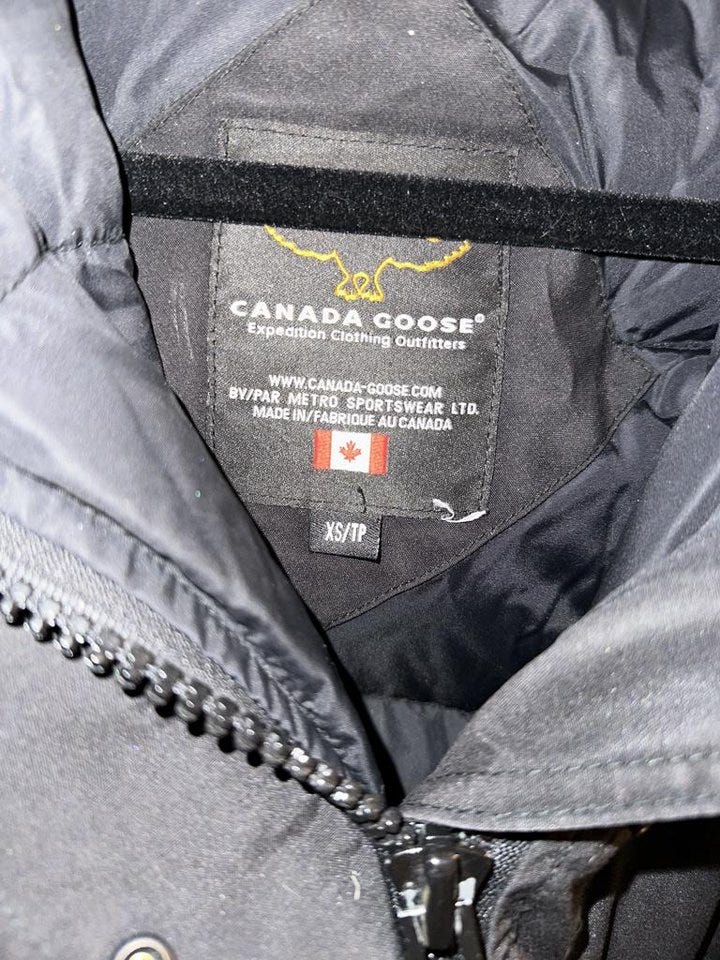 CANADA GOOSE®
Expedition Clothing Outfitters
WWW.CANADA-GOOSE.COM
BY/PAR METRO SPORTSWEAR LTD.
MADE IN/FABRIQUE AU CANADA
XS/TP